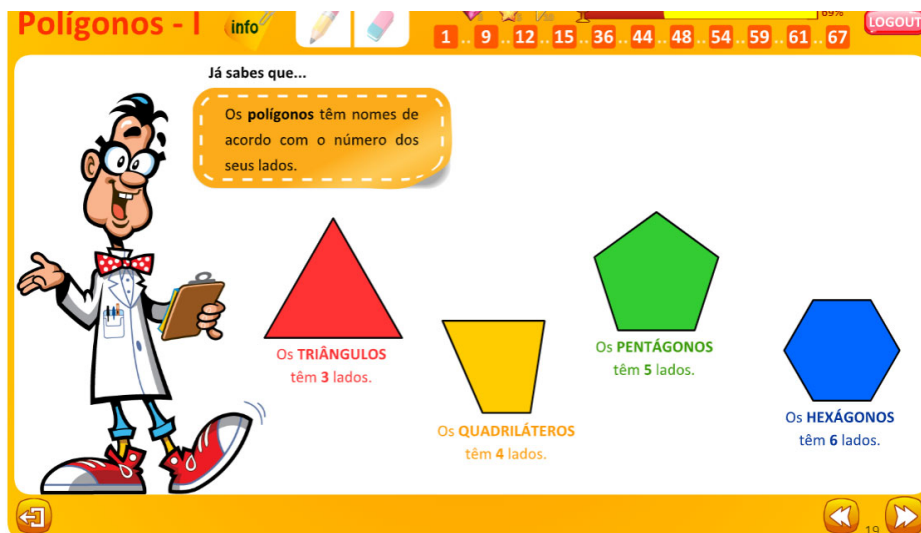 Polígonos - I
info
69%
LOGOUT
1 .. 9 .. 12 .. 15 .. 36 .. 44 .. 48 .. 54 .. 59 .. 61 .. 67
Já sabes que...
Os polígonos têm nomes de
acordo com o número dos
seus lados.
Os TRIÂNGULOS
têm 3 lados.
Os QUADRILÁTEROS
têm 4 lados.
Os PENTÁGONOS
têm 5 lados.
Os HEXÁGONOS
têm 6 lados.
19